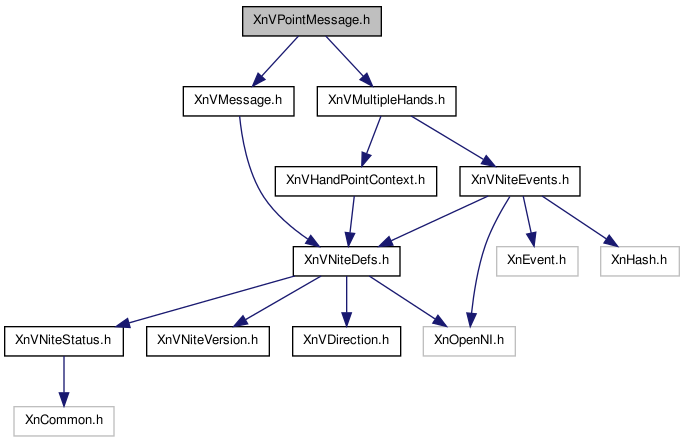 XnVPointMessage.h
XnVMessage.h
XnVMultipleHands.h
XnVHandPointContext.h
XnVNiteEvents.h
XnVNiteDefs.h
XnEvent.h
XnHash.h
XnVNiteStatus.h
XnVNiteVersion.h
XnVDirection.h
XnOpenNI.h
XnCommon.h